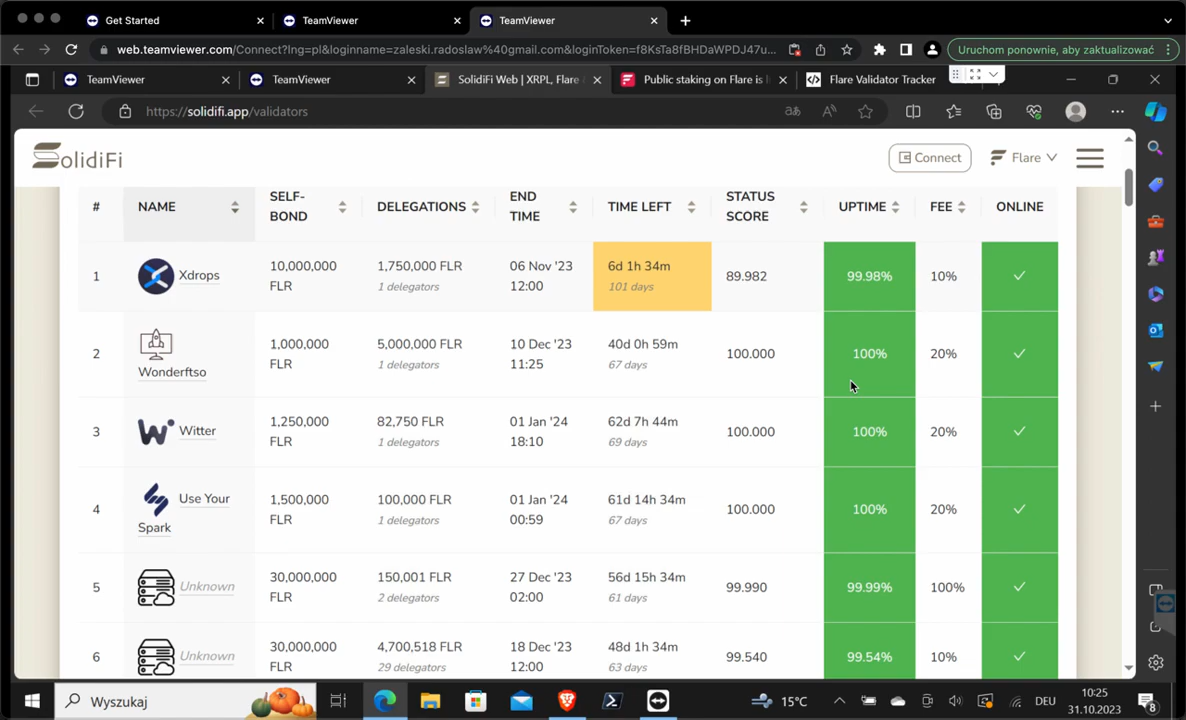 Get Started
TeamViewer
TeamViewer
web.teamviewer.com/Connect?lng=pl&loginname=zaleski.radoslaw%40gmail.com&loginToken=f8KsTa8fBHDaWPDJ47u...
Uruchom ponownie, aby zaktualizować
TeamViewer
TeamViewer
SolidiFi Web | XRPL, Flare
Public staking on Flare is
Flare Validator Tracker
https://solidifi.app/validators
SolidiFi
Connect
Flare
# NAME SELF-BOND DELEGATIONS END TIME TIME LEFT STATUS SCORE UPTIME FEE ONLINE
1 Xdrops 10,000,000 FLR 1,750,000 FLR 06 Nov '23 12:00 6d 1h 34m 89.982 99.98% 10%
1 delegators 101 days
2 Wonderftso 1,000,000 FLR 5,000,000 FLR 10 Dec '23 11:25 40d 0h 59m 100.000 100% 20%
1 delegators 67 days
3 Witter 1,250,000 FLR 82,750 FLR 01 Jan '24 18:10 62d 7h 44m 100.000 100% 20%
1 delegators 69 days
4 Use Your Spark 1,500,000 FLR 100,000 FLR 01 Jan '24 00:59 61d 14h 34m 100.000 100% 20%
1 delegators 67 days
5 Unknown 30,000,000 FLR 150,001 FLR 27 Dec '23 02:00 56d 15h 34m 99.990 99.99% 100%
2 delegators 61 days
6 Unknown 30,000,000 FLR 4,700,518 FLR 18 Dec '23 12:00 48d 1h 34m 99.540 99.54% 10%
29 delegators 63 days
Wyszukaj
15°C
DEU
10:25
31.10.2023
8